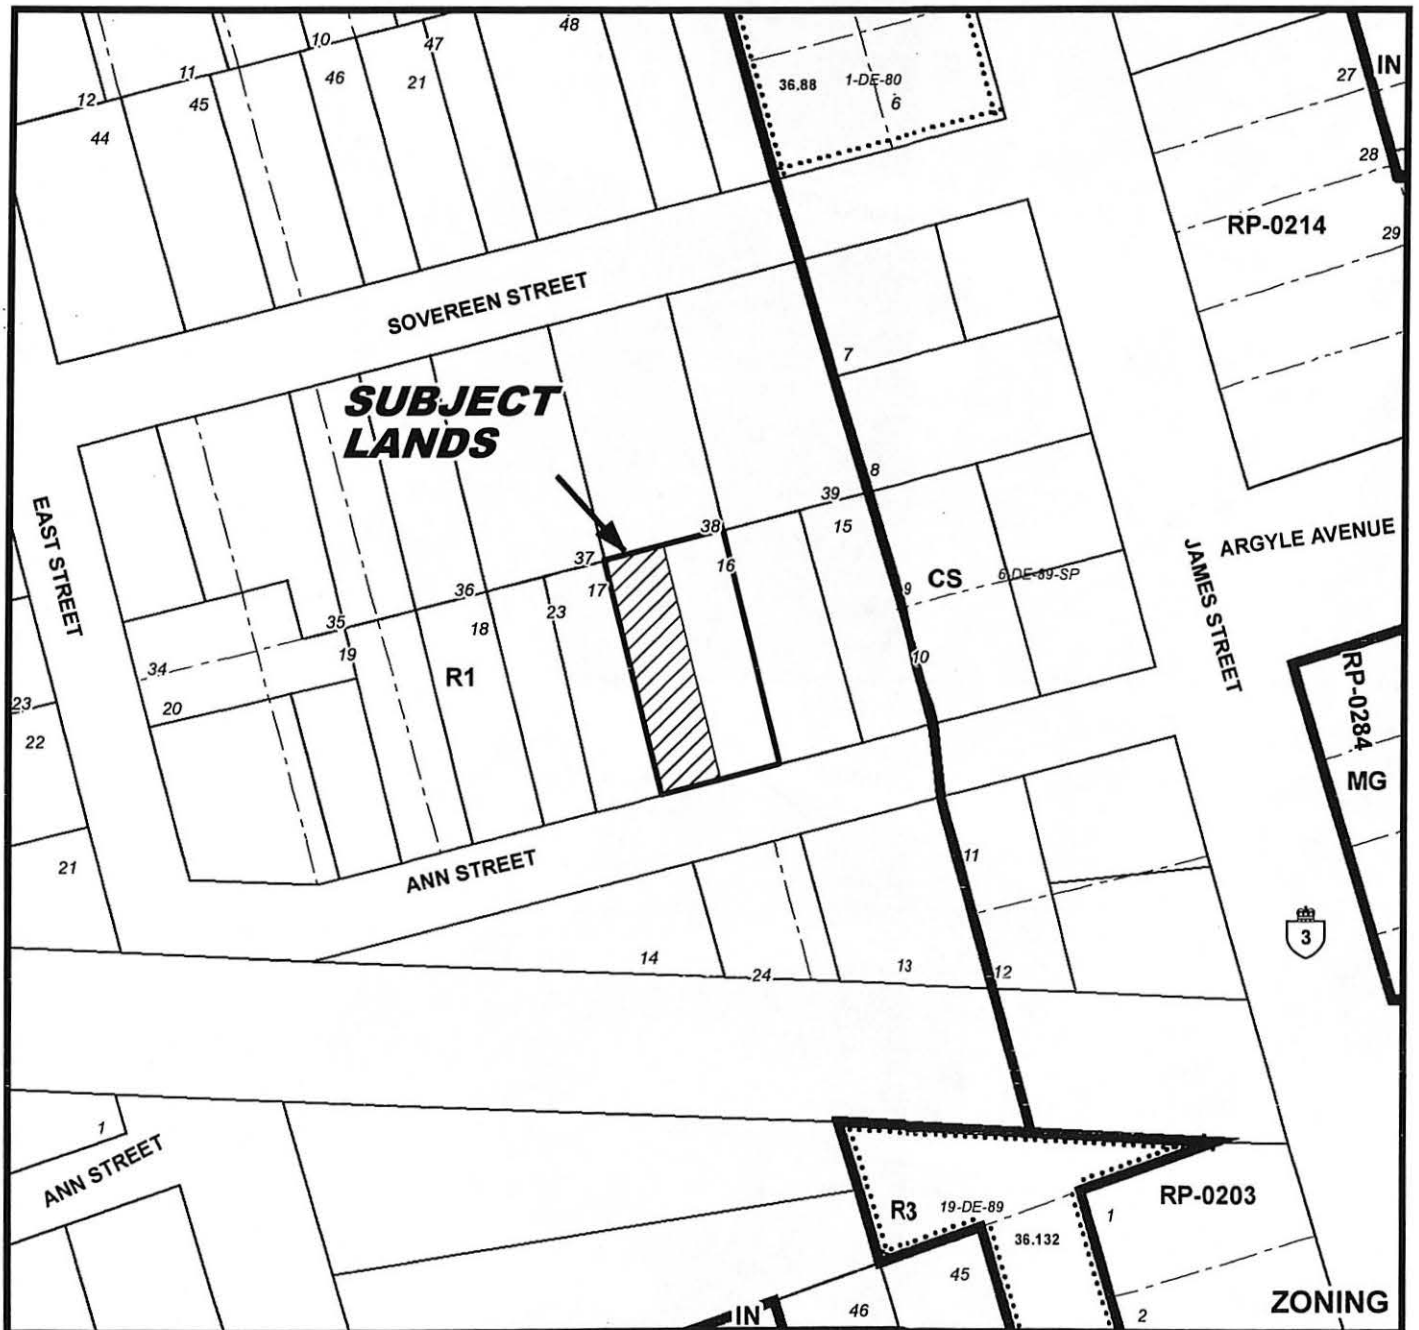 48
10
47
11
46
21
12
45
44
36.88
1-DE-80
6
27
IN
28
RP-0214
29
SOVEREEN STREET
7
SUBJECT
LANDS
8
39
15
38
16
37
17
EAST STREET
ARGYLE AVENUE
JAMES STREET
CS
6-DE-89-SP
9
36
23
18
35
19
34
R1
10
20
23
22
RP-0284
MG
21
ANN STREET
11
3
14
24
13
12
1
ANN STREET
R3
19-DE-89
RP-0203
1
36.132
45
46
IN
2
ZONING